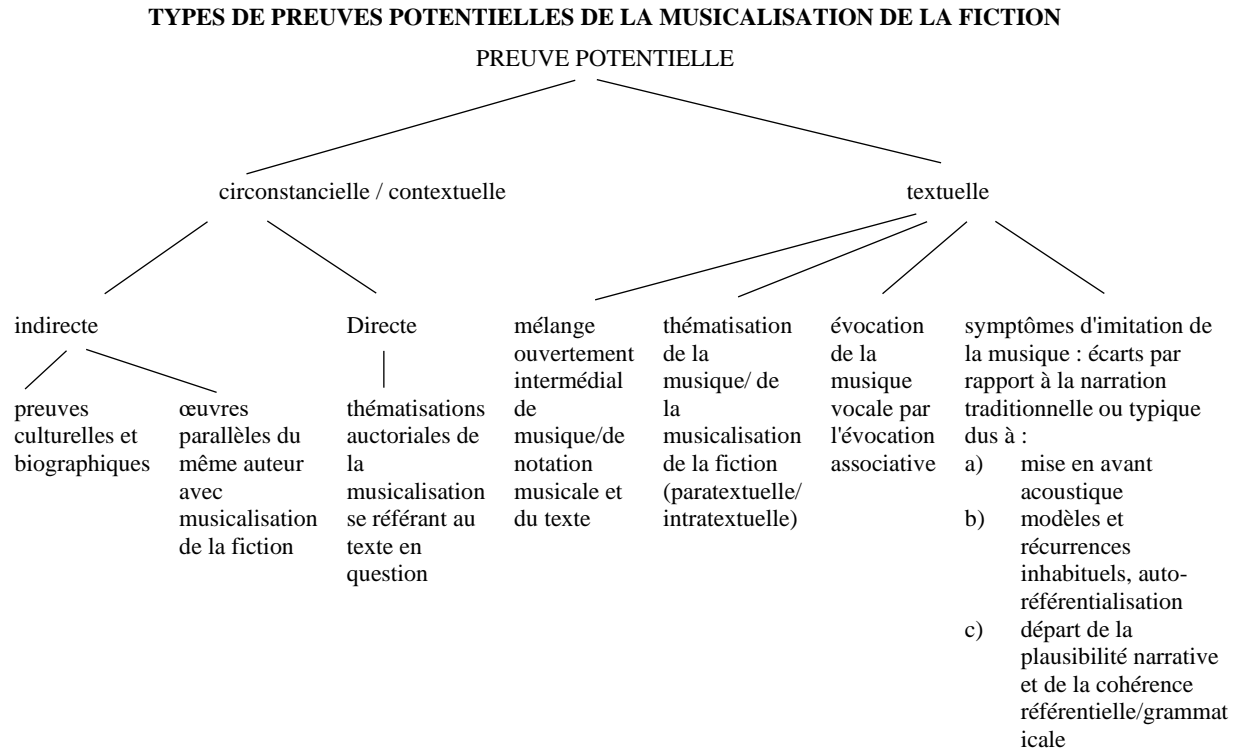 TYPES DE PREUVES POTENTIELLES DE LA MUSICALISATION DE LA FICTION
PREUVE POTENTIELLE
circonstancielle / contextuelle
textuelle
indirecte
preuves
culturelles et
biographiques
œuvres
parallèles du
même auteur
avec
musicalisation
de la fiction
Directe
thématisations
auctoriales de
la
musicalisation
se référant au
texte en
question
mélange
ouvertement
intermédial
de
musique/de
notation
musicale et
du texte
thématisation
de la
musique/ de
la
musicalisation
de la fiction
(paratextuelle/
intratextuelle)
évocation
de la
musique
vocale par
l'évocation
associative
symptômes d'imitation de
la musique : écarts par
rapport à la narration
traditionnelle ou typique
dus à :
a) mise en avant
acoustique
b) modèles et
récurrences
inhabituels, auto-
référentialisation
c) départ de la
plausibilité narrative
et de la cohérence
référentielle/grammat
icale